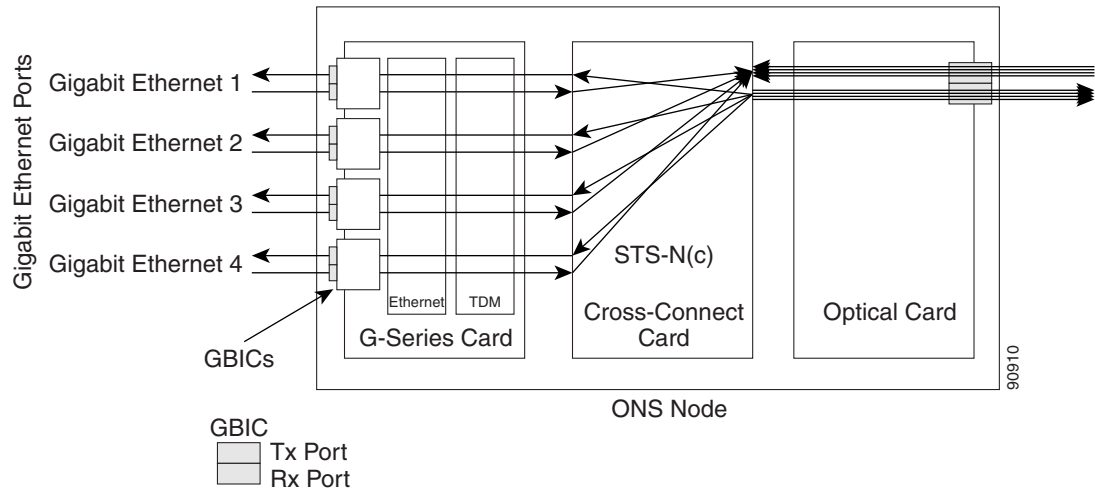 Gigabit Ethernet Ports
Gigabit Ethernet 1
Gigabit Ethernet 2
Gigabit Ethernet 3
Gigabit Ethernet 4
GBICs
Ethernet
TDM
G-Series Card
STS-N(c)
Cross-Connect
Card
Optical Card
90910
ONS Node
GBIC
Tx Port
Rx Port